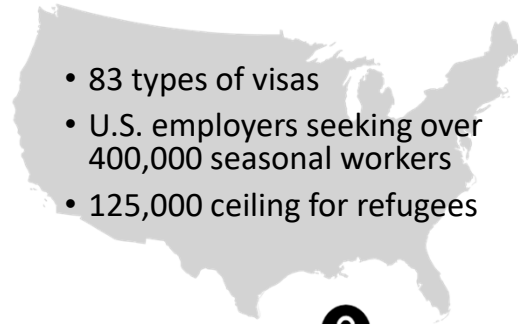 • 83 types of visas
• U.S. employers seeking over
400,000 seasonal workers
• 125,000 ceiling for refugees